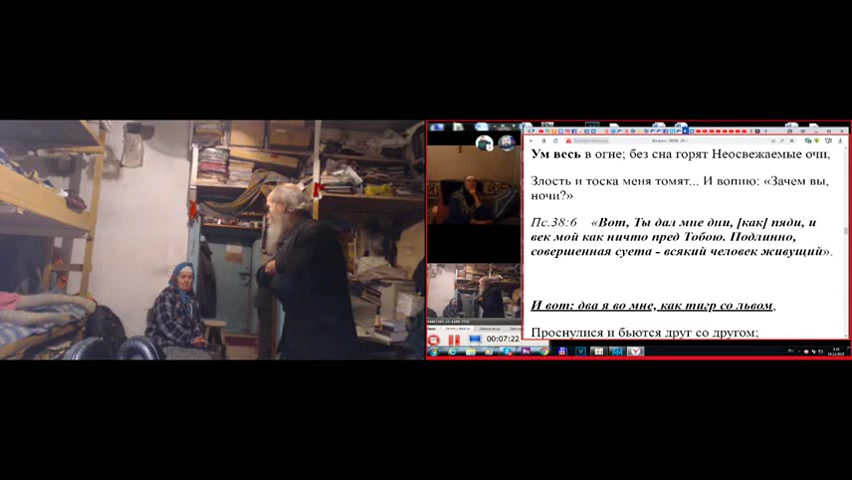 Ум весь в огне; без сна горят Неосвежаемые очи,
Злость и тоска меня томят... И вопию: «Зачем вы,
ночи?»
Пс.38:6 «Вот, Ты дал мне дни, [как] пяди, и
век мой как ничто пред Тобою. Подлинно,
совершенная суета - всякий человек живущий».
И вот: два я во мне, как тигр со львом,
Проснулися и бьются друг со другом;
00:07:22